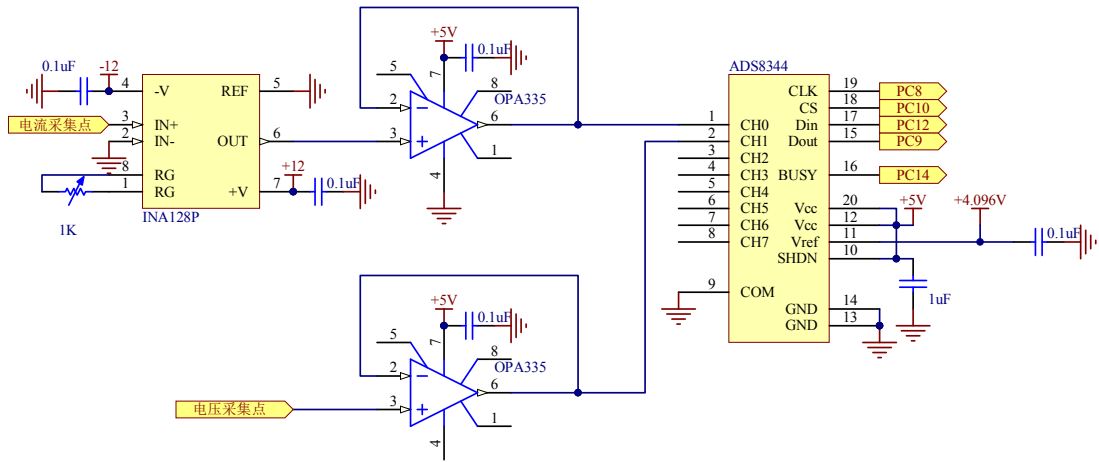 0.1uF
-12
4
-V
REF
5
电流采集点
3
IN+
2
IN-
OUT
6
8
RG
1
RG
+V
7
+12
0.1uF
1K
INA128P
+5V
0.1uF
5
7
8
OPA335
2
6
3
1
4
+5V
0.1uF
5
7
8
OPA335
2
6
电压采集点
3
1
4
ADS8344
1
CH0
2
CH1
3
CH2
4
CH3
5
CH4
6
CH5
7
CH6
8
CH7
9
COM
CLK
19
PC8
CS
18
PC10
Din
17
PC12
Dout
15
PC9
BUSY
16
PC14
Vcc
20
+5V
Vcc
12
Vref
11
+4.096V
0.1uF
SHDN
10
1uF
GND
14
GND
13